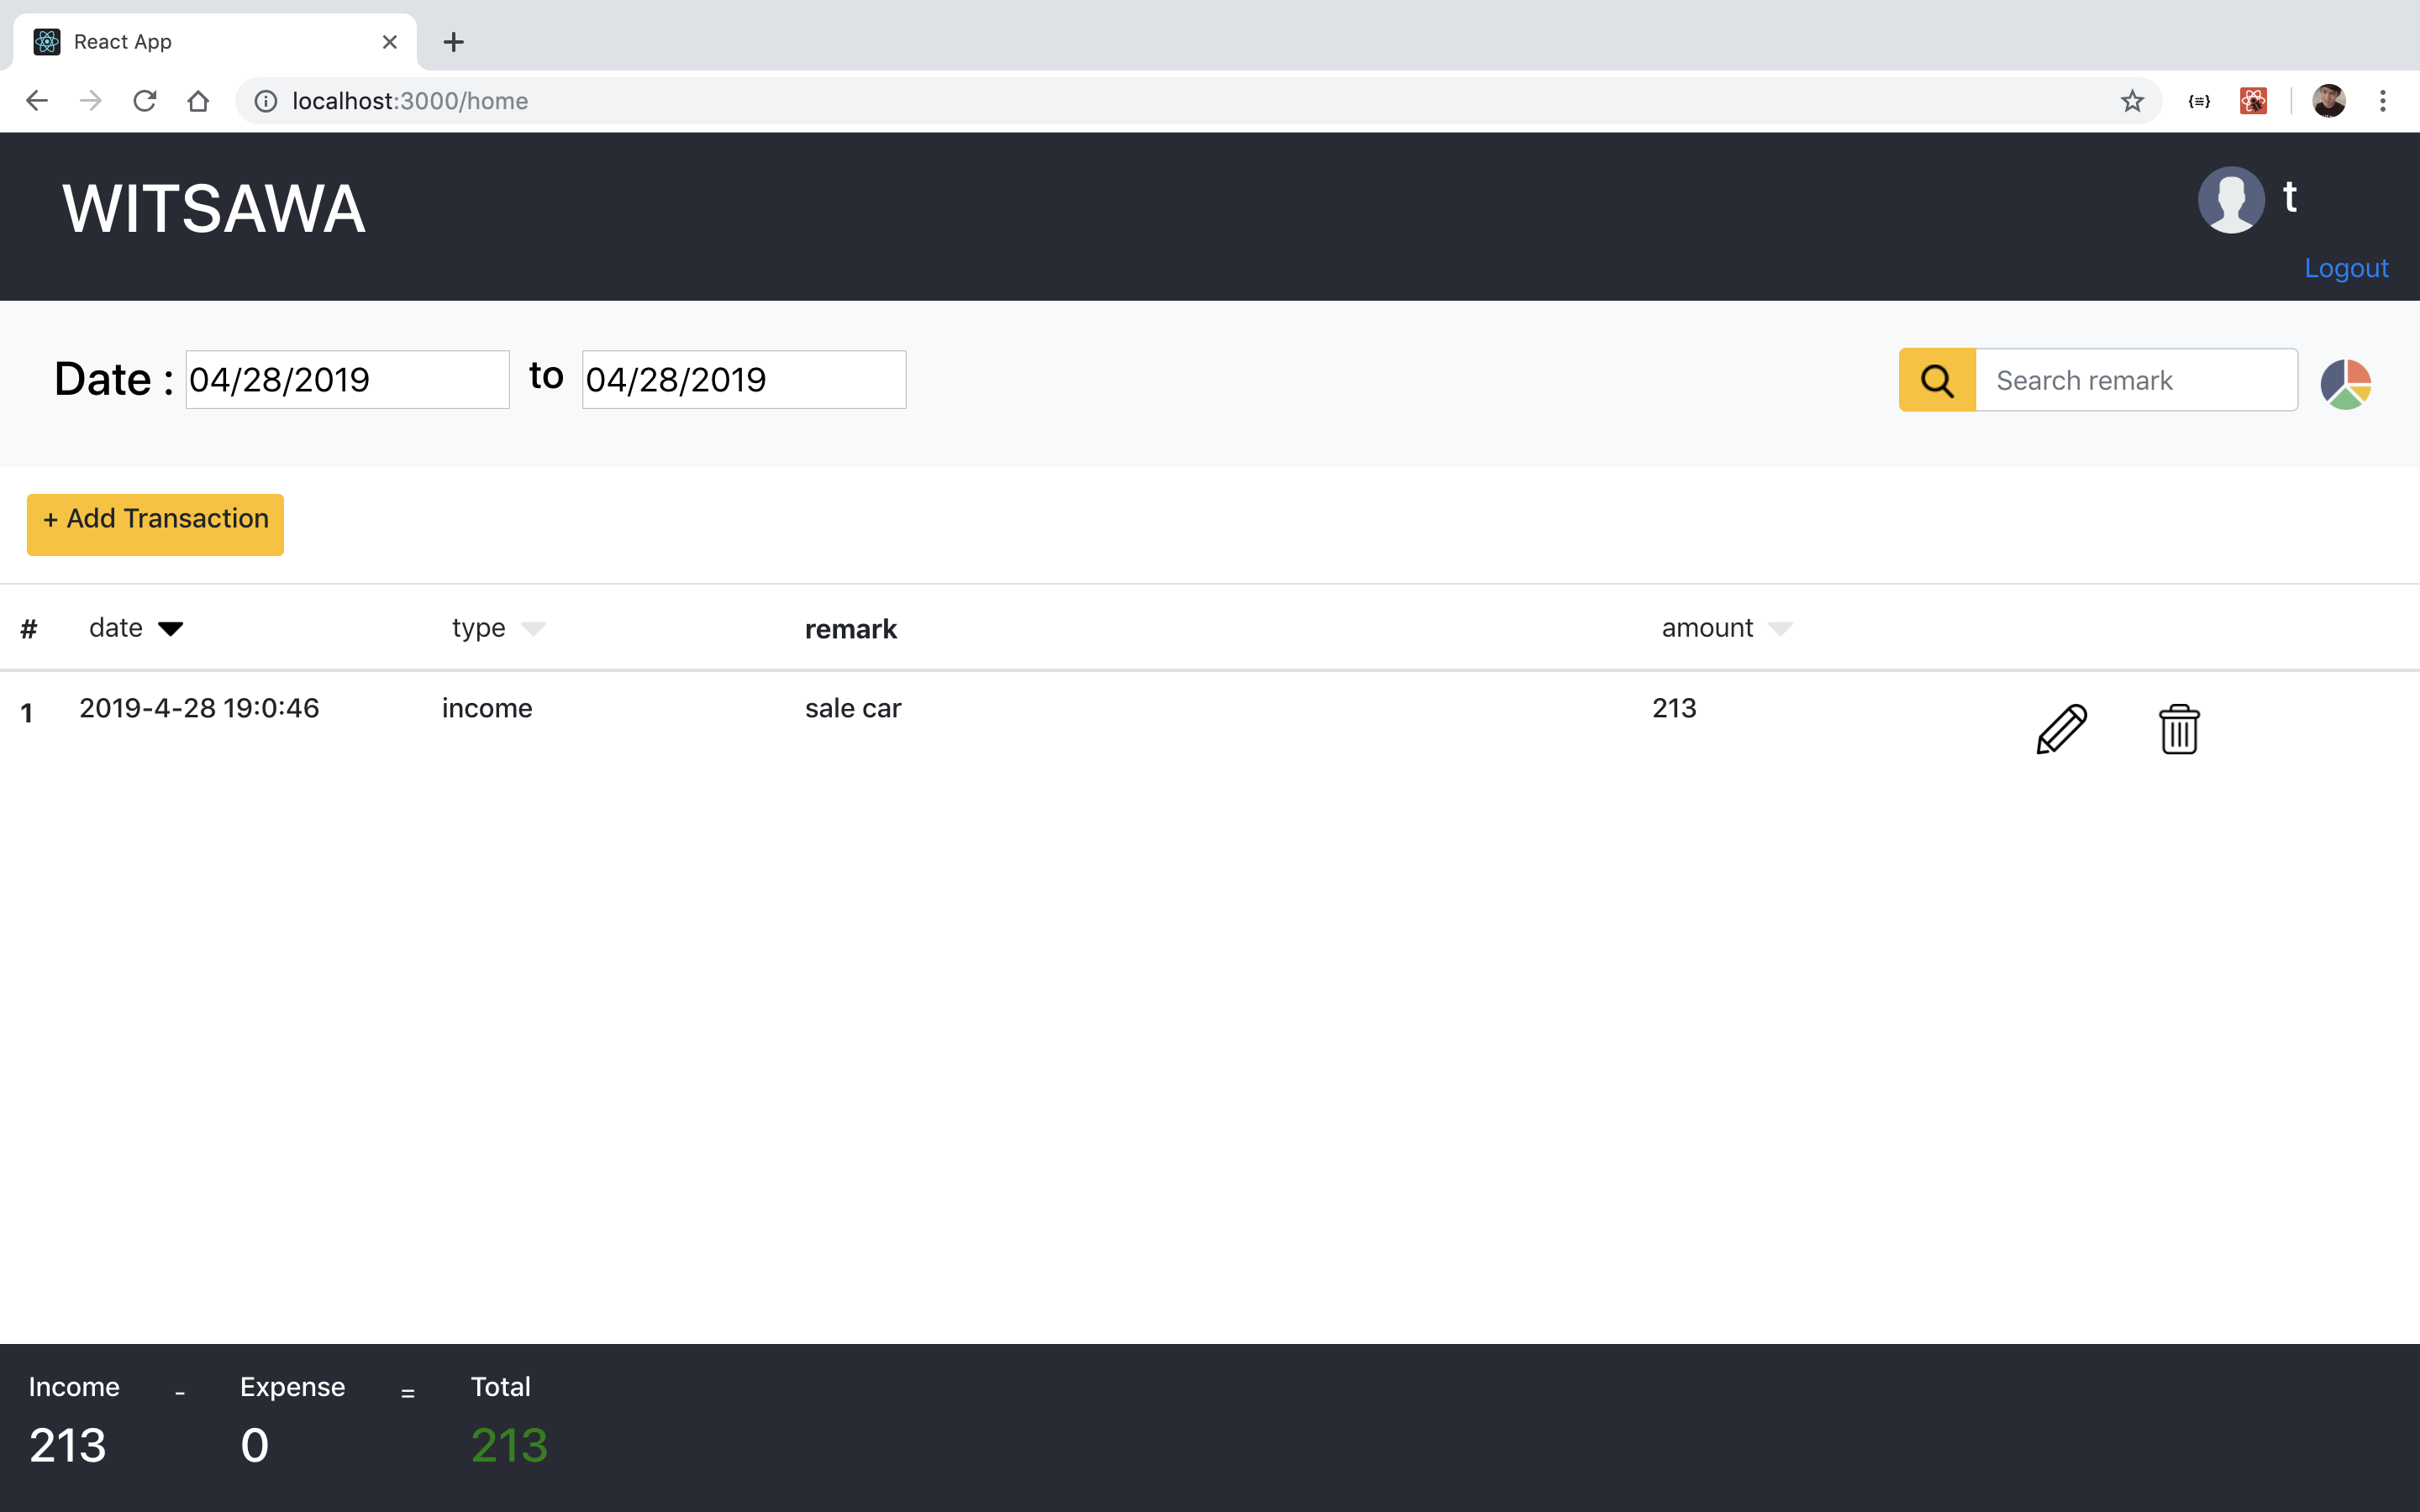 React App
localhost:3000/home
{≡}
WITSAWA
t
Logout
Date : 04/28/2019 to 04/28/2019
Search remark
+ Add Transaction
# date type remark amount
1 2019-4-28 19:0:46 income sale car 213
Income - Expense = Total
213 0 213